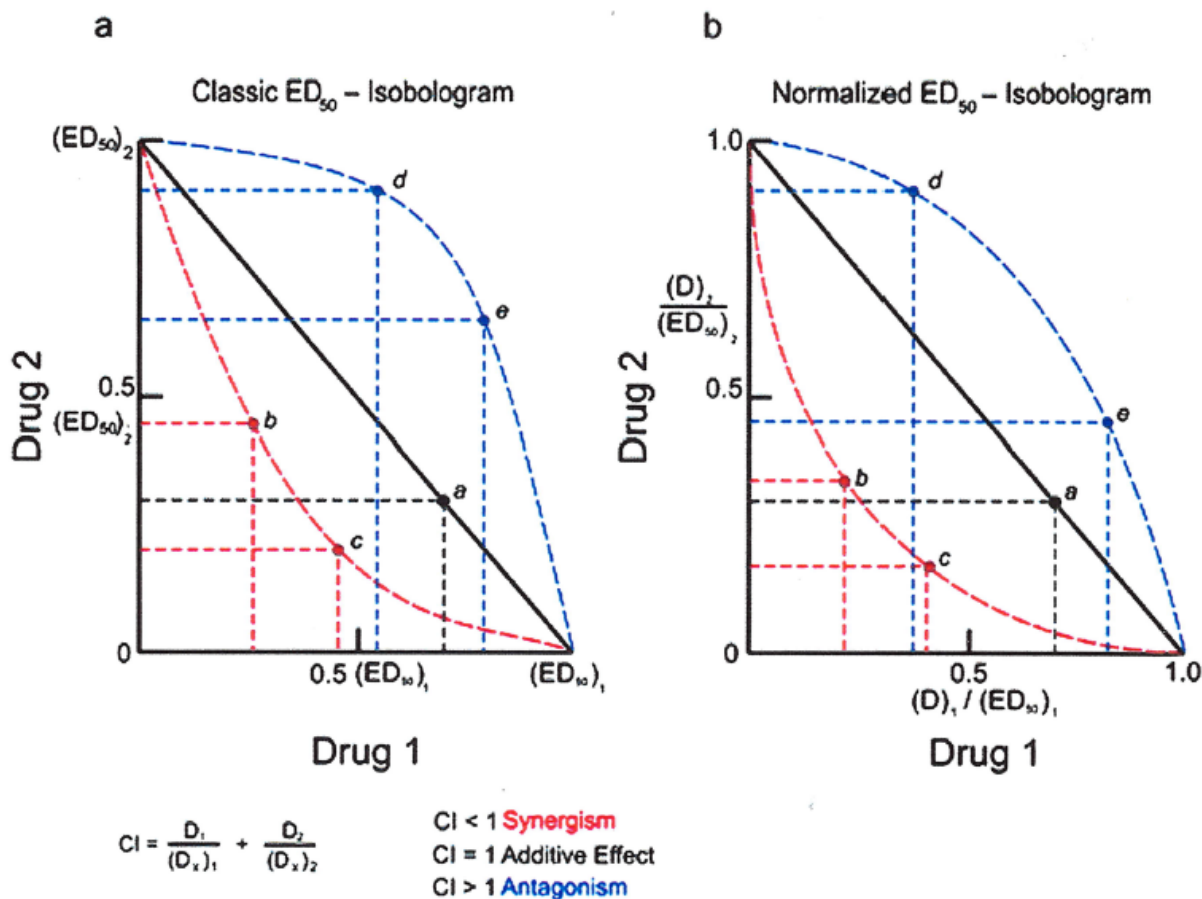 a
Classic ED₅₀ – Isobologram
(ED₅₀)₂
d
e
0.5
(ED₅₀)₂
b
a
c
0
0.5 (ED₅₀)₁
(ED₅₀)₁
Drug 2
Drug 1
b
Normalized ED₅₀ – Isobologram
1.0
d
(D)₂
(ED₅₀)₂
e
0.5
b
a
c
0
0.5
1.0
(D)₁ / (ED₅₀)₁
Drug 2
Drug 1
CI = D₁ / (Dₓ)₁ + D₂ / (Dₓ)₂
CI < 1 Synergism
CI = 1 Additive Effect
CI > 1 Antagonism